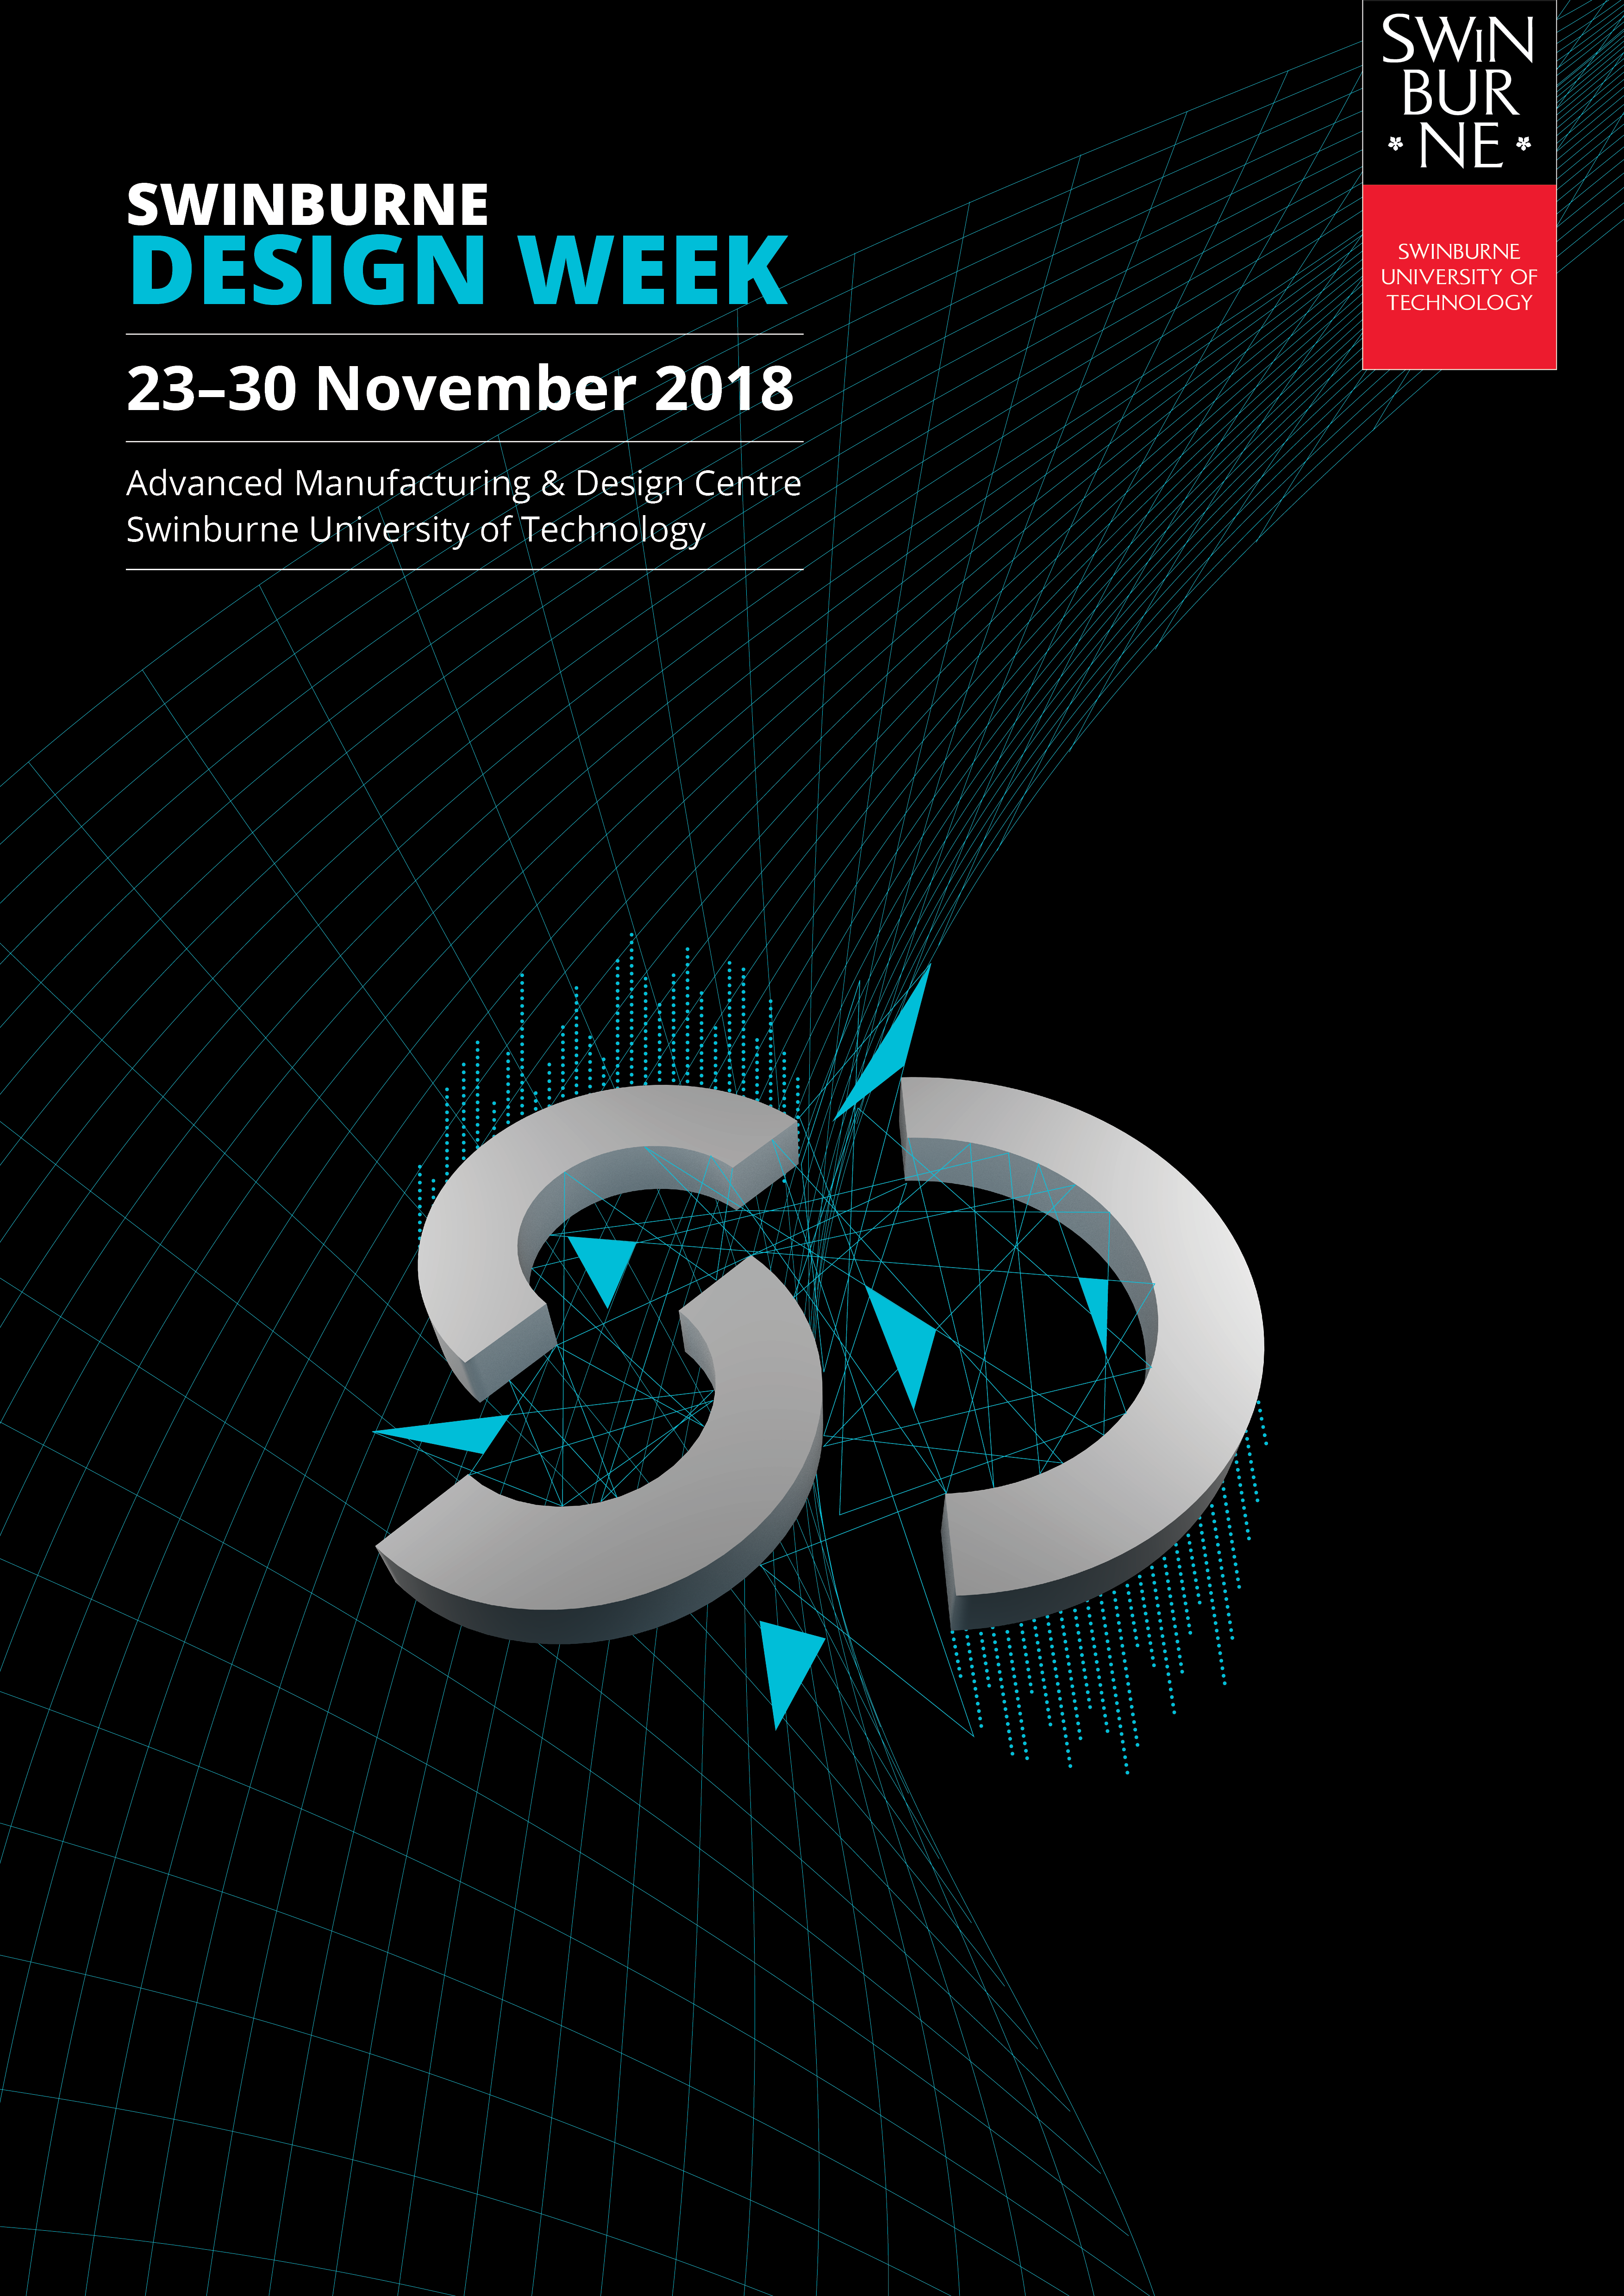 SWINBURNE
DESIGN WEEK
23–30 November 2018
Advanced Manufacturing & Design Centre
Swinburne University of Technology
SWiN
BUR
NE
SWINBURNE
UNIVERSITY OF
TECHNOLOGY